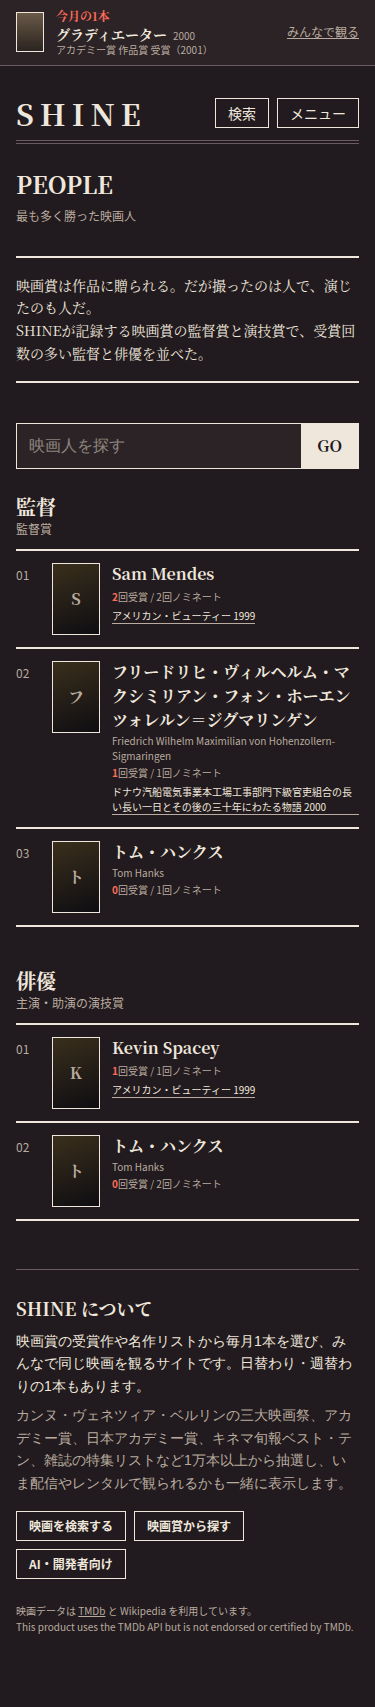 今月の1本
グラディエーター 2000
アカデミー賞 作品賞 受賞（2001）
みんなで観る
SHINE
検索
メニュー
PEOPLE
最も多く勝った映画人
映画賞は作品に贈られる。だが撮ったのは人で、演じ
たのも人だ。
SHINEが記録する映画賞の監督賞と演技賞で、受賞回
数の多い監督と俳優を並べた。
映画人を探す
GO
監督
監督賞
01
S
Sam Mendes
2回受賞 / 2回ノミネート
アメリカン・ビューティー 1999
02
フ
フリードリヒ・ヴィルヘルム・マ
クシミリアン・フォン・ホーエン
ツォレルン＝ジグマリンゲン
Friedrich Wilhelm Maximilian von Hohenzollern-
Sigmaringen
1回受賞 / 1回ノミネート
ドナウ汽船電気事業本工場工事部門下級官吏組合の長
い長い一日とその後の三十年にわたる物語 2000
03
ト
トム・ハンクス
Tom Hanks
0回受賞 / 1回ノミネート
俳優
主演・助演の演技賞
01
K
Kevin Spacey
1回受賞 / 1回ノミネート
アメリカン・ビューティー 1999
02
ト
トム・ハンクス
Tom Hanks
0回受賞 / 2回ノミネート
SHINE について
映画賞の受賞作や名作リストから毎月1本を選び、み
んなで同じ映画を観るサイトです。日替わり・週替わ
りの1本もあります。
カンヌ・ヴェネツィア・ベルリンの三大映画祭、アカ
デミー賞、日本アカデミー賞、キネマ旬報ベスト・テ
ン、雑誌の特集リストなど1万本以上から抽選し、い
ま配信やレンタルで観られるかも一緒に表示します。
映画を検索する
映画賞から探す
AI・開発者向け
映画データは TMDb と Wikipedia を利用しています。
This product uses the TMDb API but is not endorsed or certified by TMDb.